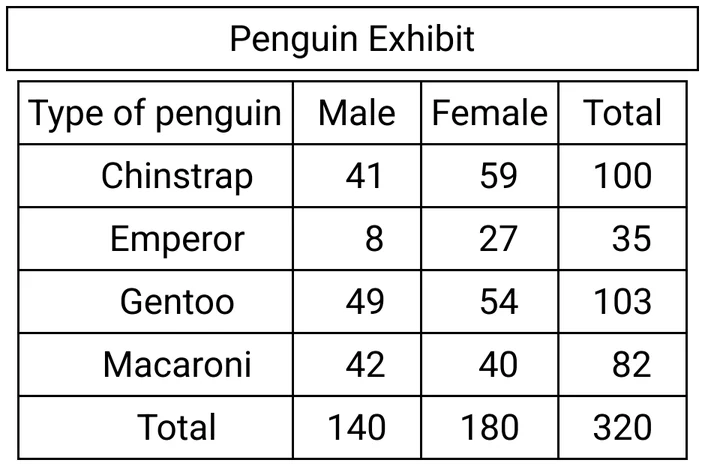 Penguin Exhibit
Type of penguin Male Female Total
Chinstrap 41 59 100
Emperor 8 27 35
Gentoo 49 54 103
Macaroni 42 40 82
Total 140 180 320